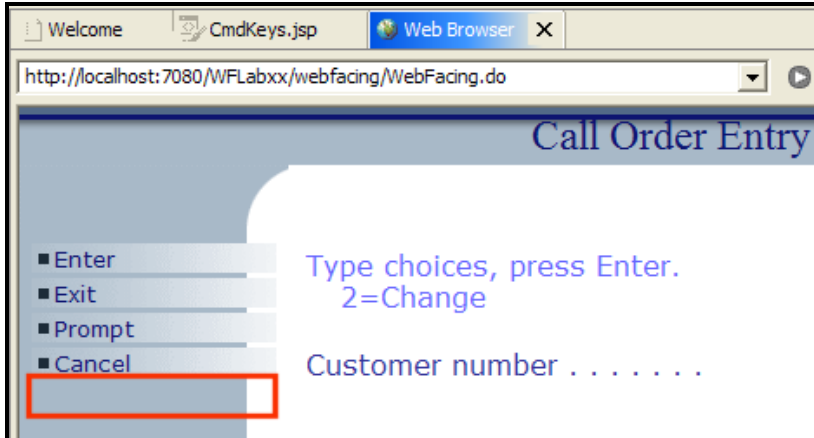 Welcome CmdKeys.jsp Web Browser X
http://localhost:7080/WFLabxx/webfacing/WebFacing.do
Call Order Entry
Enter
Exit
Prompt
Cancel
Type choices, press Enter.
2=Change
Customer number . . . . . . .